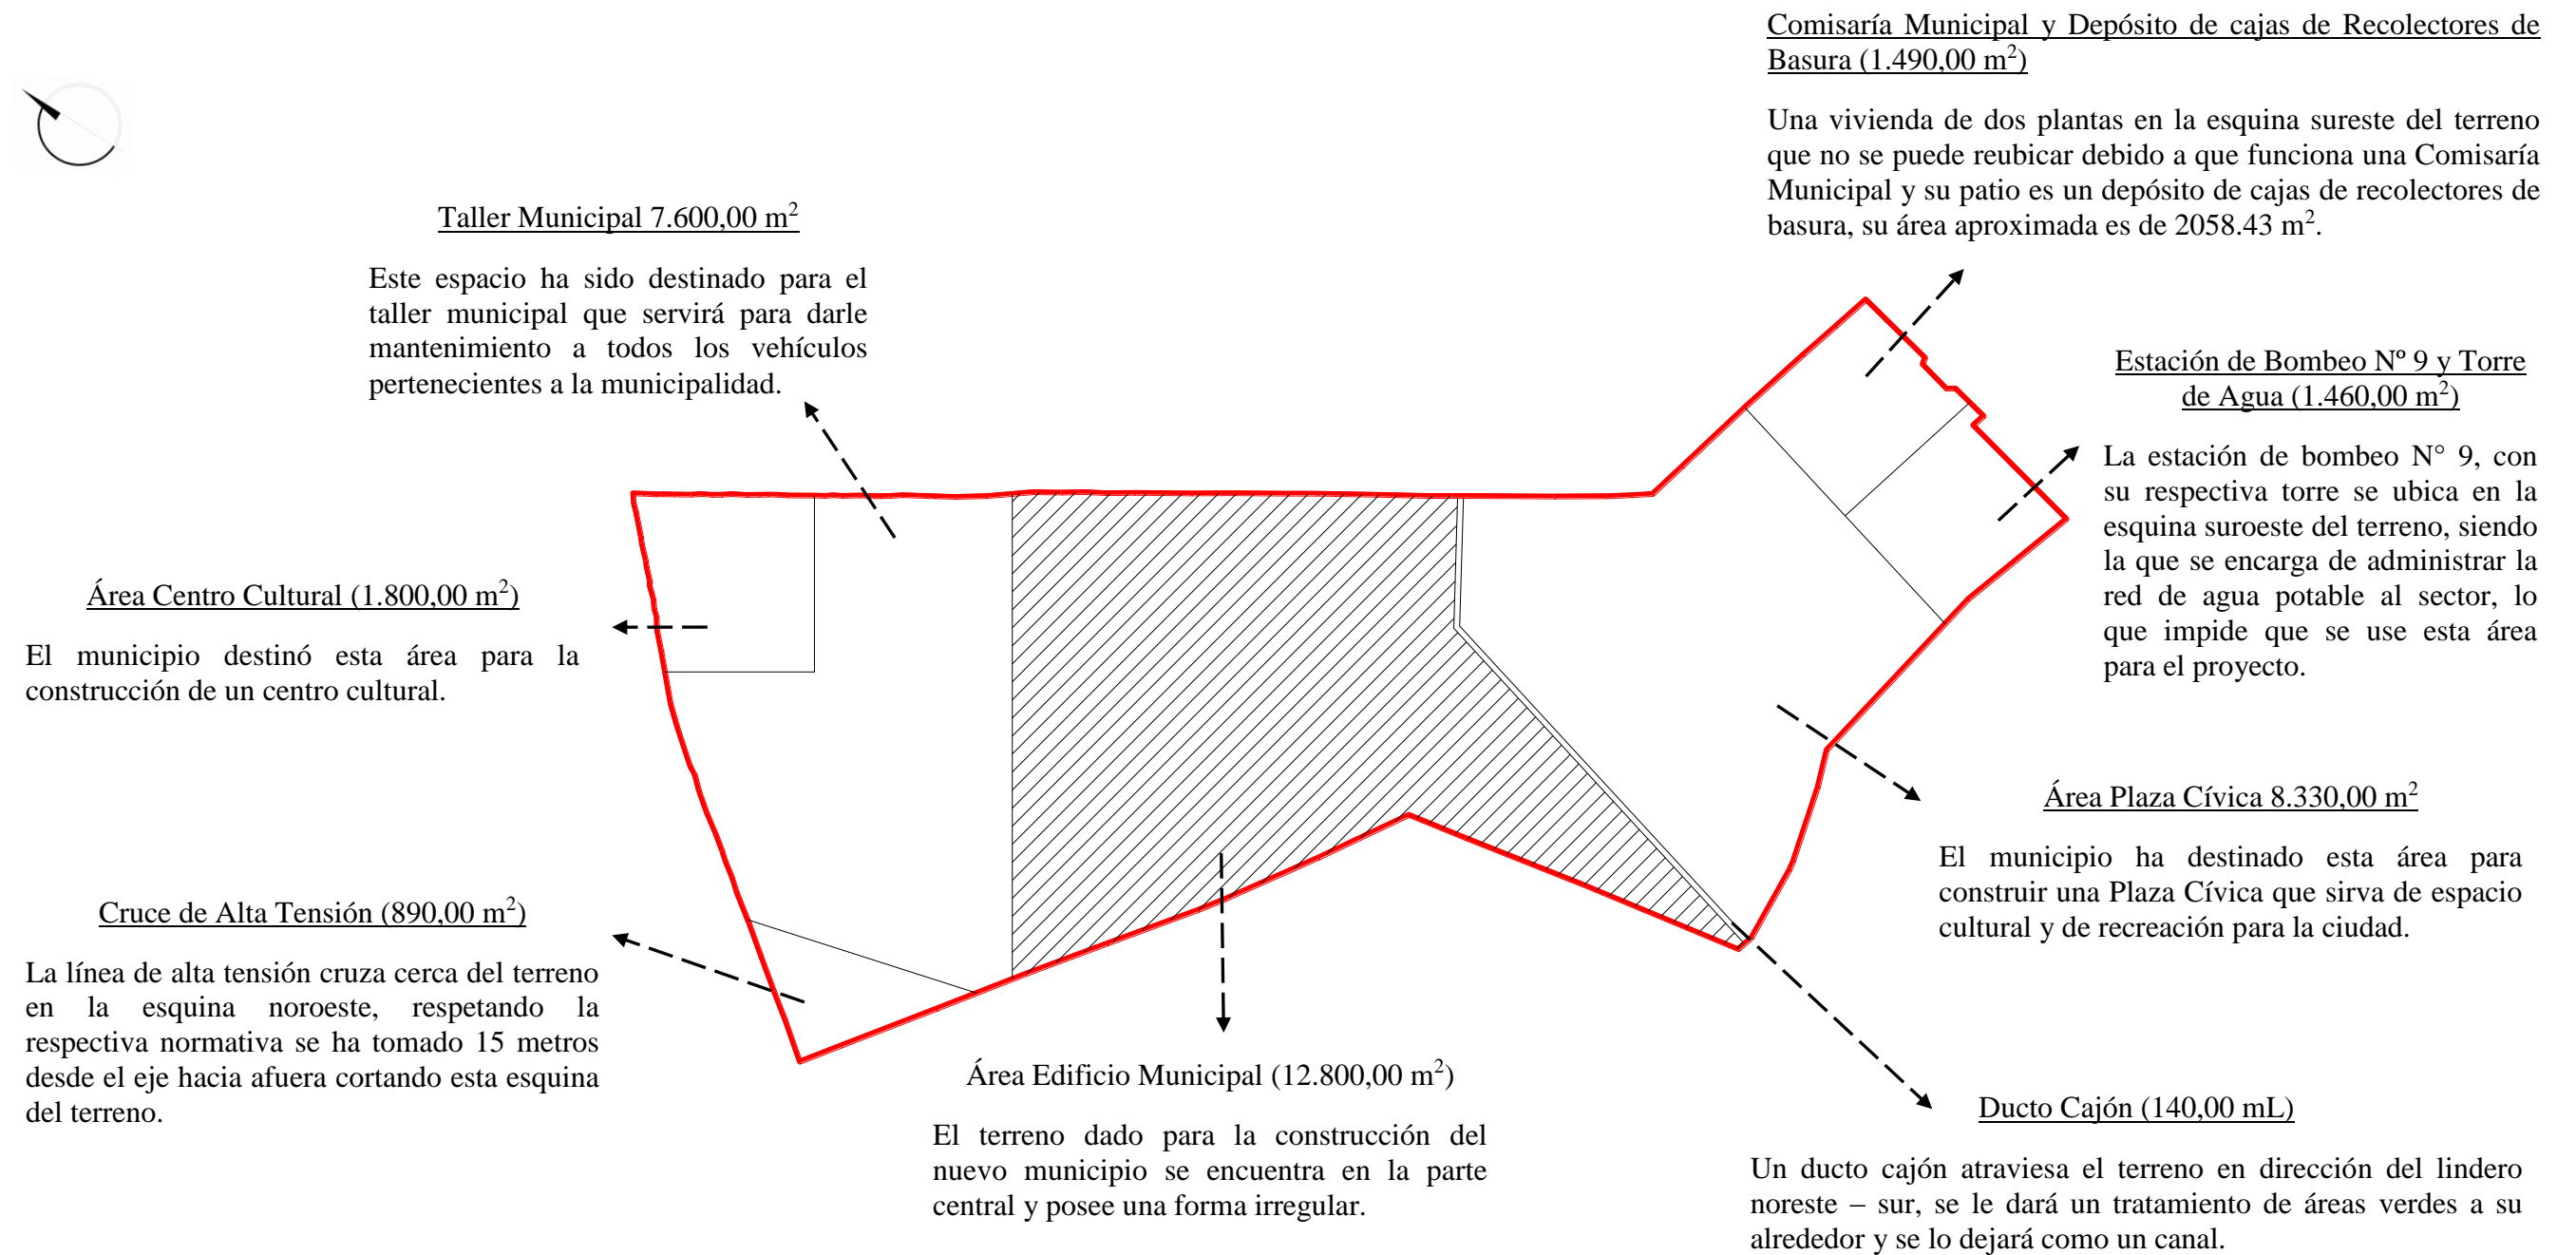 Comisaría Municipal y Depósito de cajas de Recolectores de
Basura (1.490,00 m²)
Una vivienda de dos plantas en la esquina sureste del terreno
que no se puede reubicar debido a que funciona una Comisaría
Municipal y su patio es un depósito de cajas de recolectores de
basura, su área aproximada es de 2058.43 m².
Taller Municipal 7.600,00 m²
Este espacio ha sido destinado para el
taller municipal que servirá para darle
mantenimiento a todos los vehículos
pertenecientes a la municipalidad.
Estación de Bombeo Nº 9 y Torre
de Agua (1.460,00 m²)
La estación de bombeo N° 9, con
su respectiva torre se ubica en la
esquina suroeste del terreno, siendo
la que se encarga de administrar la
red de agua potable al sector, lo
que impide que se use esta área
para el proyecto.
Área Centro Cultural (1.800,00 m²)
El municipio destinó esta área para la
construcción de un centro cultural.
Área Plaza Cívica 8.330,00 m²
El municipio ha destinado esta área para
construir una Plaza Cívica que sirva de espacio
cultural y de recreación para la ciudad.
Cruce de Alta Tensión (890,00 m²)
La línea de alta tensión cruza cerca del terreno
en la esquina noroeste, respetando la
respectiva normativa se ha tomado 15 metros
desde el eje hacia afuera cortando esta esquina
del terreno.
Área Edificio Municipal (12.800,00 m²)
El terreno dado para la construcción del
nuevo municipio se encuentra en la parte
central y posee una forma irregular.
Ducto Cajón (140,00 mL)
Un ducto cajón atraviesa el terreno en dirección del lindero
noreste – sur, se le dará un tratamiento de áreas verdes a su
alrededor y se lo dejará como un canal.